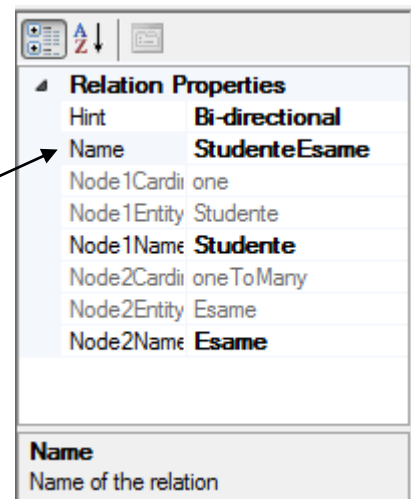 Relation Properties
Hint Bi-directional
Name StudenteEsame
Node1Cardi one
Node1Entity Studente
Node1Name Studente
Node2Cardi oneToMany
Node2Entity Esame
Node2Name Esame
Name
Name of the relation